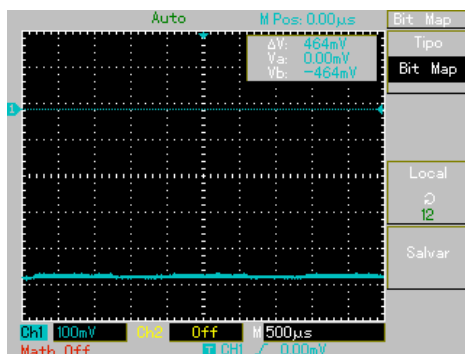 Auto M Pos: 0.00µs Bit Map
ΔV: 464mV
Va: 0.00mV
Vb: -464mV
Tipo
Bit Map
1
Local
12
Salvar
Ch1 100mV Ch2 Off M 500µs
Math Off T CH1 / 0.00mV